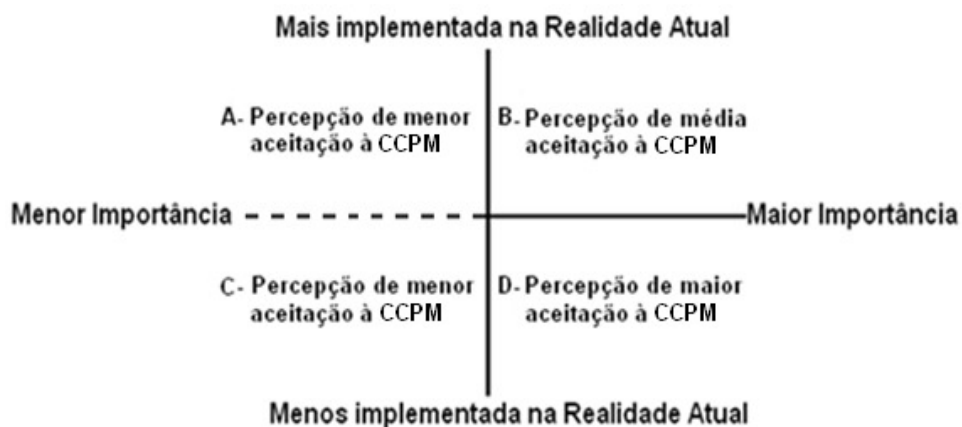 Mais implementada na Realidade Atual
A- Percepção de menor
aceitação à CCPM
B- Percepção de média
aceitação à CCPM
Menor Importância
Maior Importância
C- Percepção de menor
aceitação à CCPM
D- Percepção de maior
aceitação à CCPM
Menos implementada na Realidade Atual